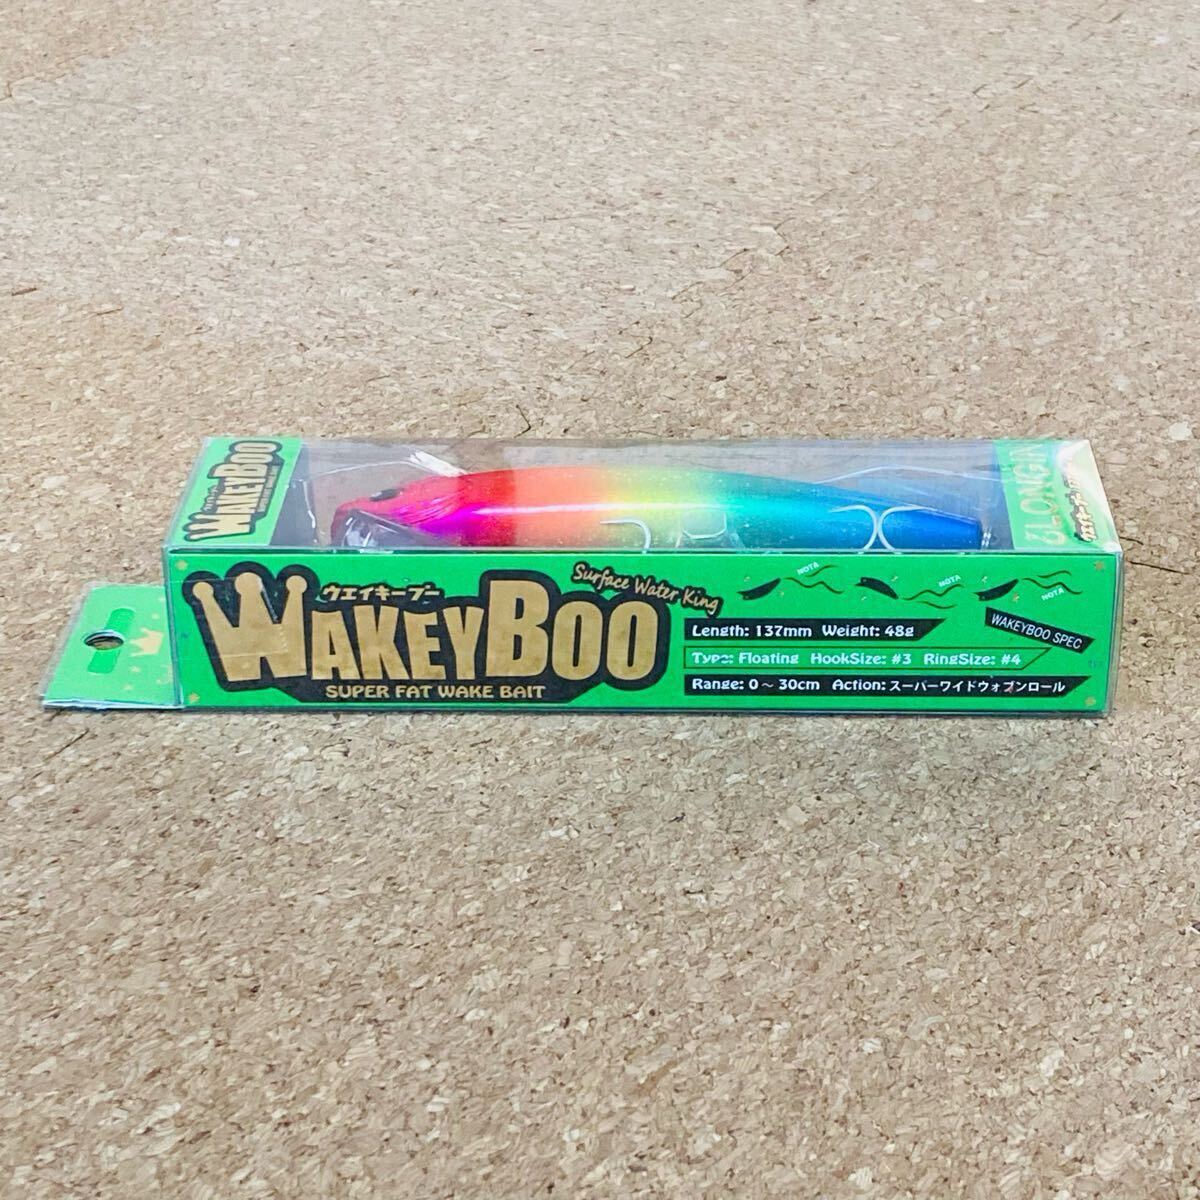 WAKEYBOO
LONGIN
ウエイキーブー
WAKEYBOO
SUPER FAT WAKE BAIT
Surface Water King
NOTA
NOTA
NOTA
WAKEYBOO SPEC
Length: 137mm Weight: 48g
Type: Floating HookSize: #3 RingSize: #4
Range: 0～30cm Action: スーパーワイドウォブンロール